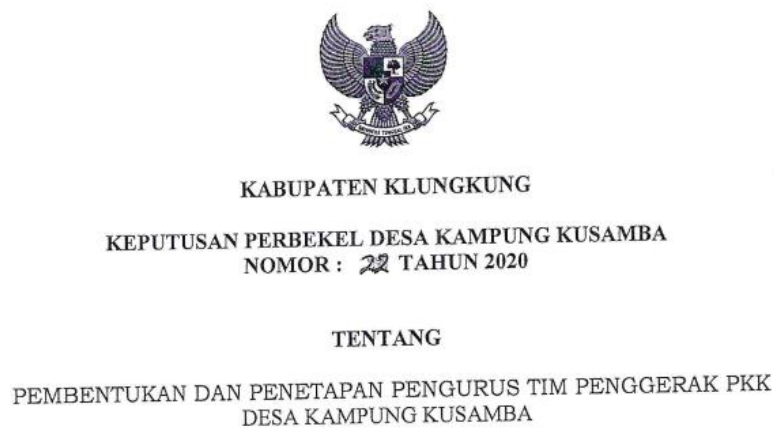 KABUPATEN KLUNGKUNG
KEPUTUSAN PERBEKEL DESA KAMPUNG KUSAMBA
NOMOR : 22 TAHUN 2020
TENTANG
PEMBENTUKAN DAN PENETAPAN PENGURUS TIM PENGGERAK PKK
DESA KAMPUNG KUSAMBA